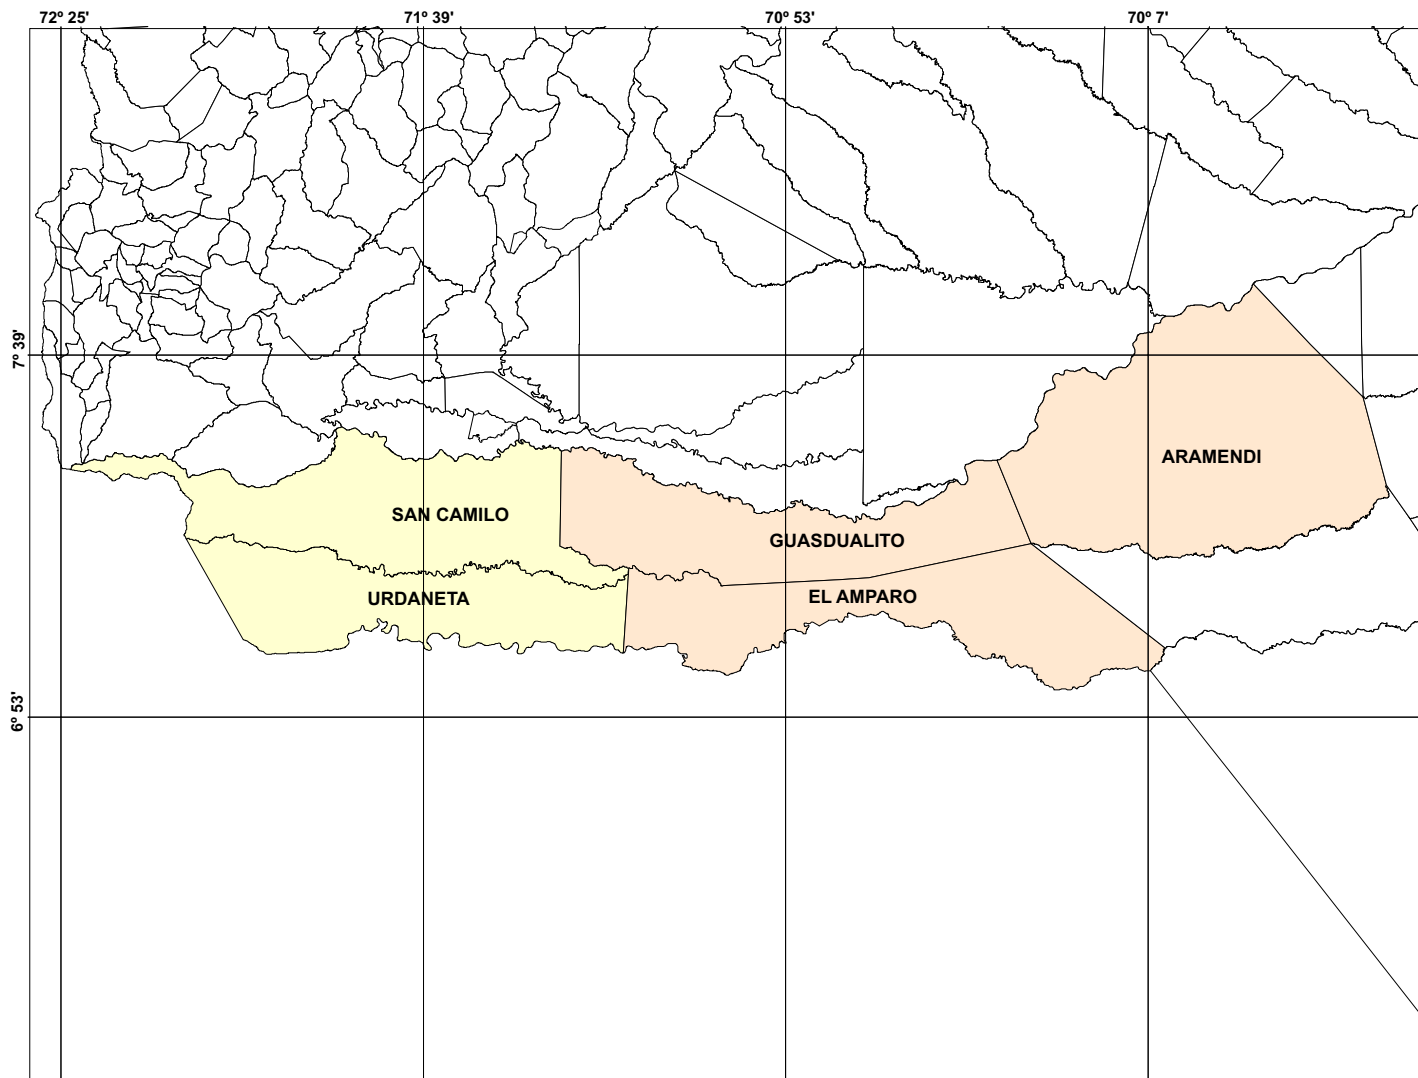 72º 25'
71º 39'
70º 53'
70º 7'
7º 39'
ARAMENDI
SAN CAMILO
GUASDUALITO
URDANETA
EL AMPARO
6º 53'